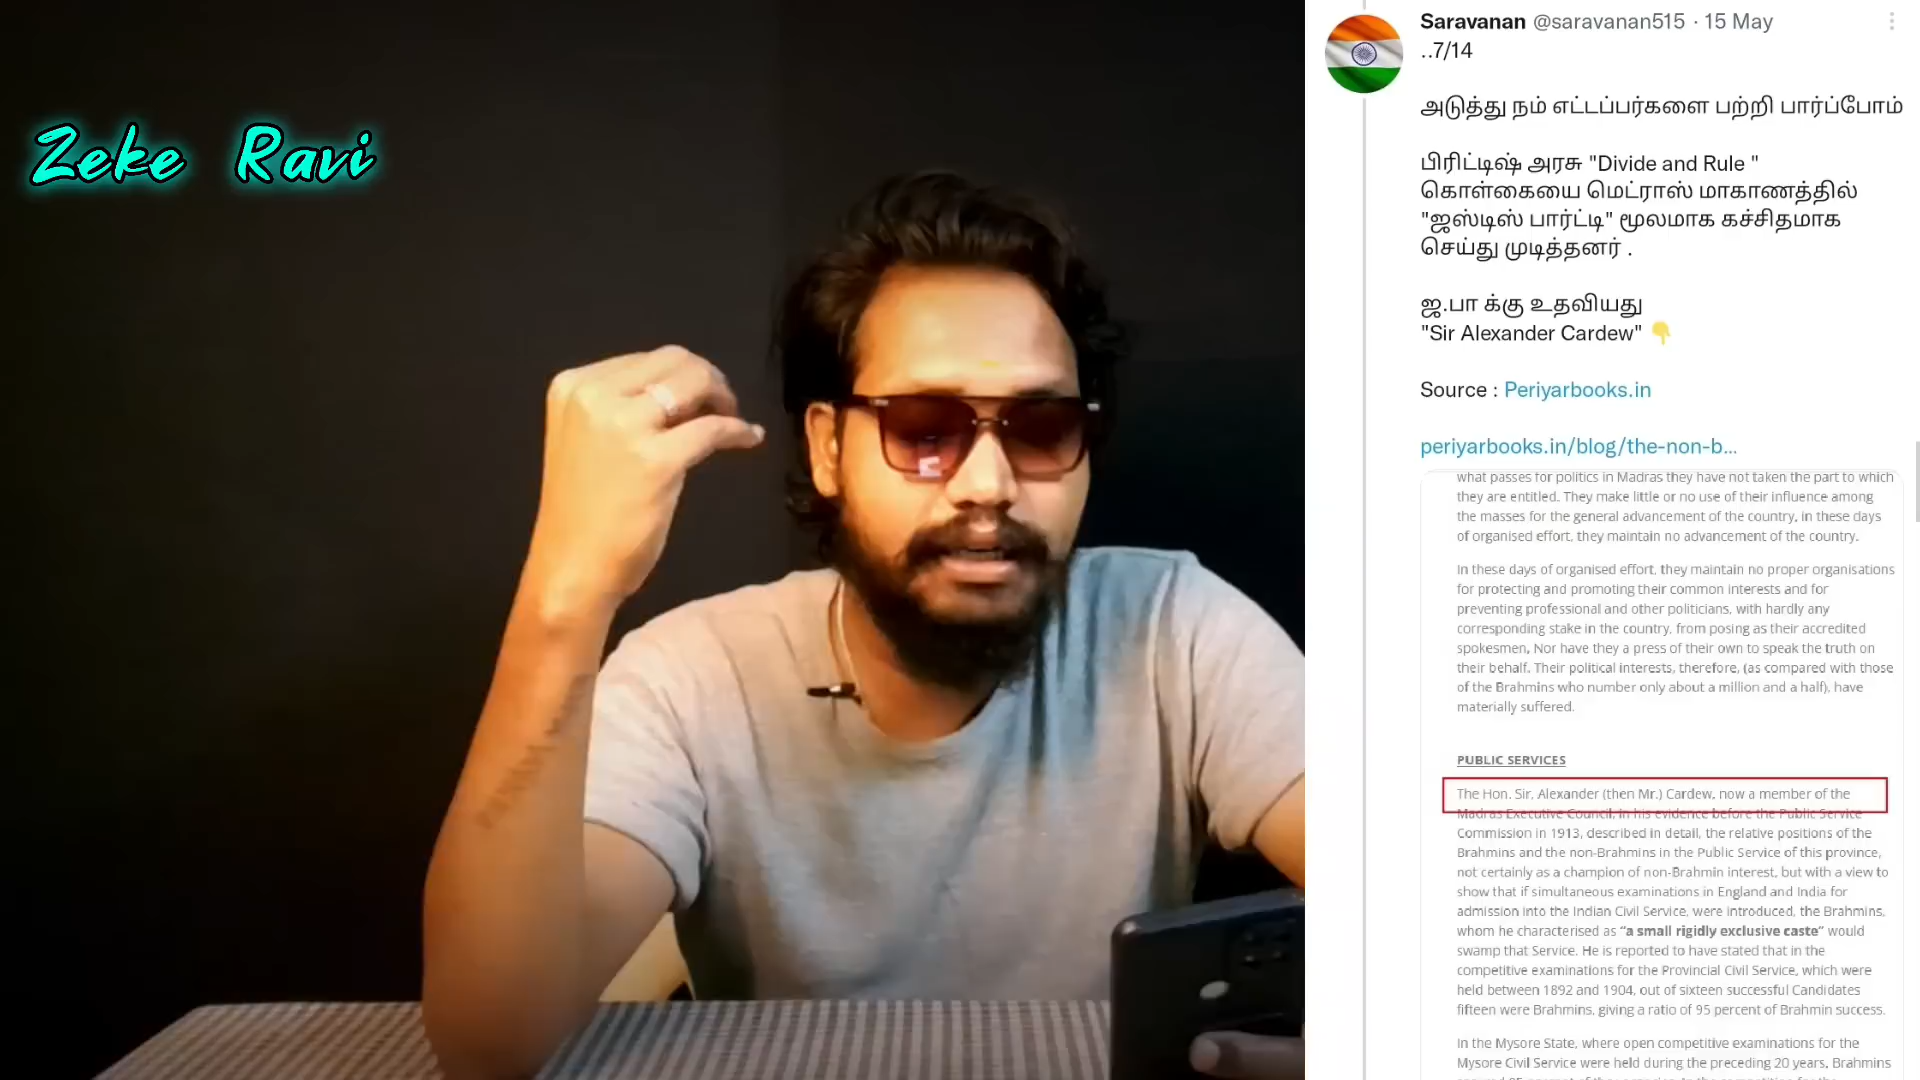 Zeke Ravi
Saravanan @saravanan515 · 15 May
..7/14
அடுத்து நம் எட்டப்பர்களை பற்றி பார்ப்போம்
பிரிட்டிஷ் அரசு "Divide and Rule "
கொள்கையை மெட்ராஸ் மாகாணத்தில்
"ஜஸ்டிஸ் பார்ட்டி" மூலமாக கச்சிதமாக
செய்து முடித்தனர் .
ஜ.பா க்கு உதவியது
"Sir Alexander Cardew" 👇
Source : Periyarbooks.in
periyarbooks.in/blog/the-non-b...
what passes for politics in Madras they have not taken the part to which
they are entitled. They make little or no use of their influence among
the masses for the general advancement of the country, in these days
of organised effort, they maintain no advancement of the country.
In these days of organised effort, they maintain no proper organisations
for protecting and promoting their common interests and for
preventing professional and other politicians, with hardly any
corresponding stake in the country, from posing as their accredited
spokesmen, Nor have they a press of their own to speak the truth on
their behalf. Their political interests, therefore, (as compared with those
of the Brahmins who number only about a million and a half), have
materially suffered.
PUBLIC SERVICES
The Hon. Sir, Alexander (then Mr.) Cardew, now a member of the
Madras Executive Council, in his evidence before the Public Service
Commission in 1913, described in detail, the relative positions of the
Brahmins and the non-Brahmins in the Public Service of this province,
not certainly as a champion of non-Brahmin interest, but with a view to
show that if simultaneous examinations in England and India for
admission into the Indian Civil Service, were introduced, the Brahmins,
whom he characterised as “a small rigidly exclusive caste” would
swamp that Service. He is reported to have stated that in the
competitive examinations for the Provincial Civil Service, which were
held between 1892 and 1904, out of sixteen successful Candidates
fifteen were Brahmins, giving a ratio of 95 percent of Brahmin success.
In the Mysore State, where open competitive examinations for the
Mysore Civil Service were held during the preceding 20 years, Brahmins